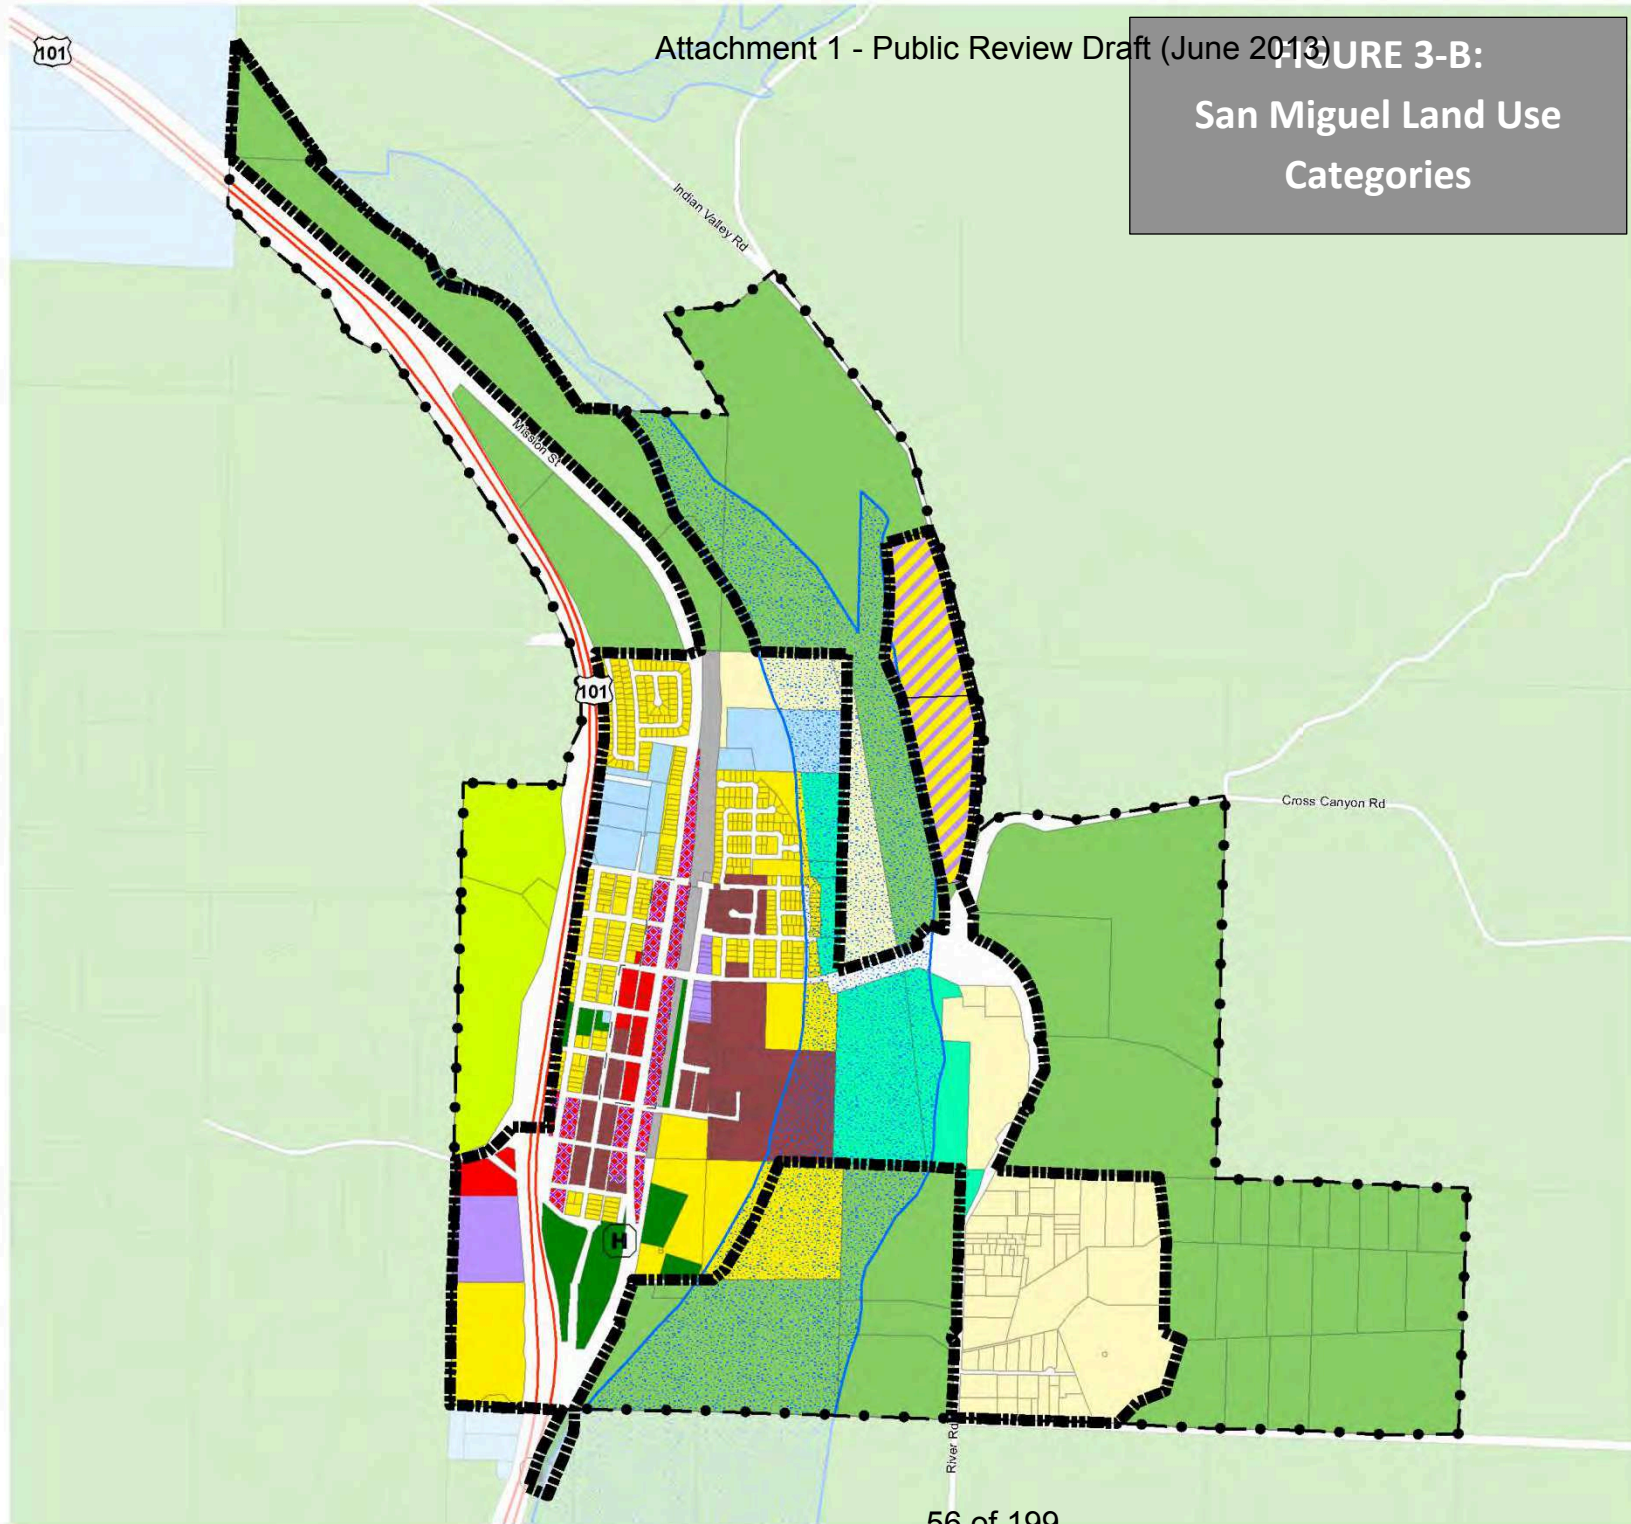 Attachment 1 - Public Review Draft (June 2013)
FIGURE 3-B:
San Miguel Land Use
Categories
101
Indian Valley Rd
Mission St
101
Cross Canyon Rd
H
River Rd
56 of 199